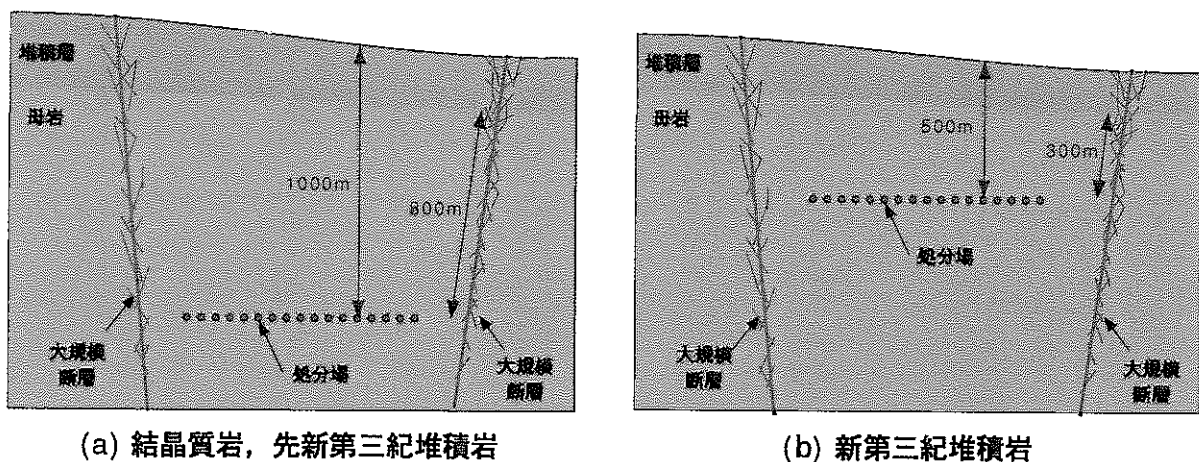 堆積層
母岩
1000m
800m
大規模
断層
処分場
大規模
断層
(a) 結晶質岩，先新第三紀堆積岩
堆積層
母岩
500m
300m
処分場
大規模
断層
大規模
断層
(b) 新第三紀堆積岩